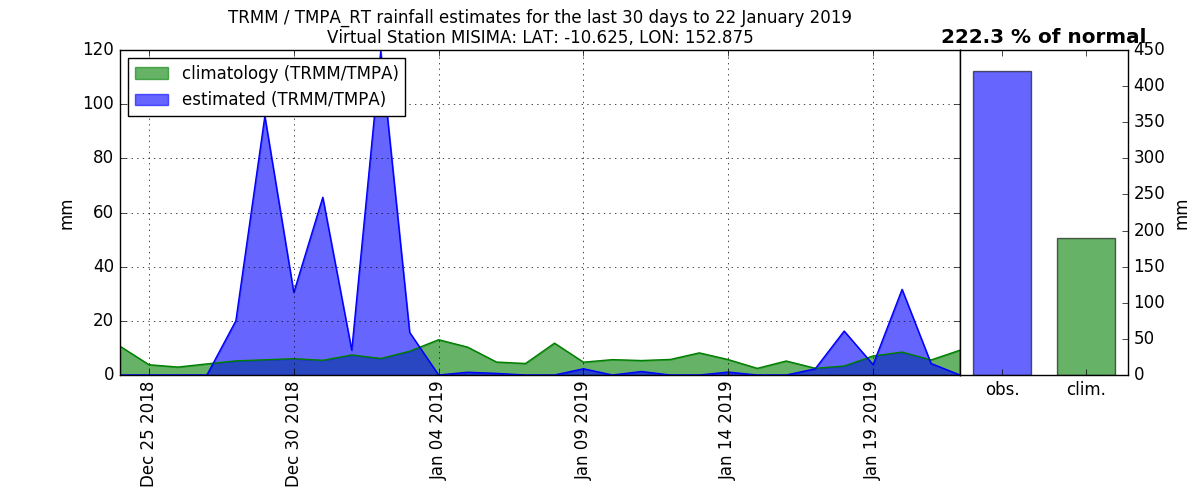 TRMM / TMPA_RT rainfall estimates for the last 30 days to 22 January 2019
Virtual Station MISIMA: LAT: -10.625, LON: 152.875
222.3 % of normal
climatology (TRMM/TMPA)
estimated (TRMM/TMPA)
mm
120
100
80
60
40
20
0
Dec 25 2018
Dec 30 2018
Jan 04 2019
Jan 09 2019
Jan 14 2019
Jan 19 2019
obs.
clim.
450
400
350
300
250
200
150
100
50
0
mm